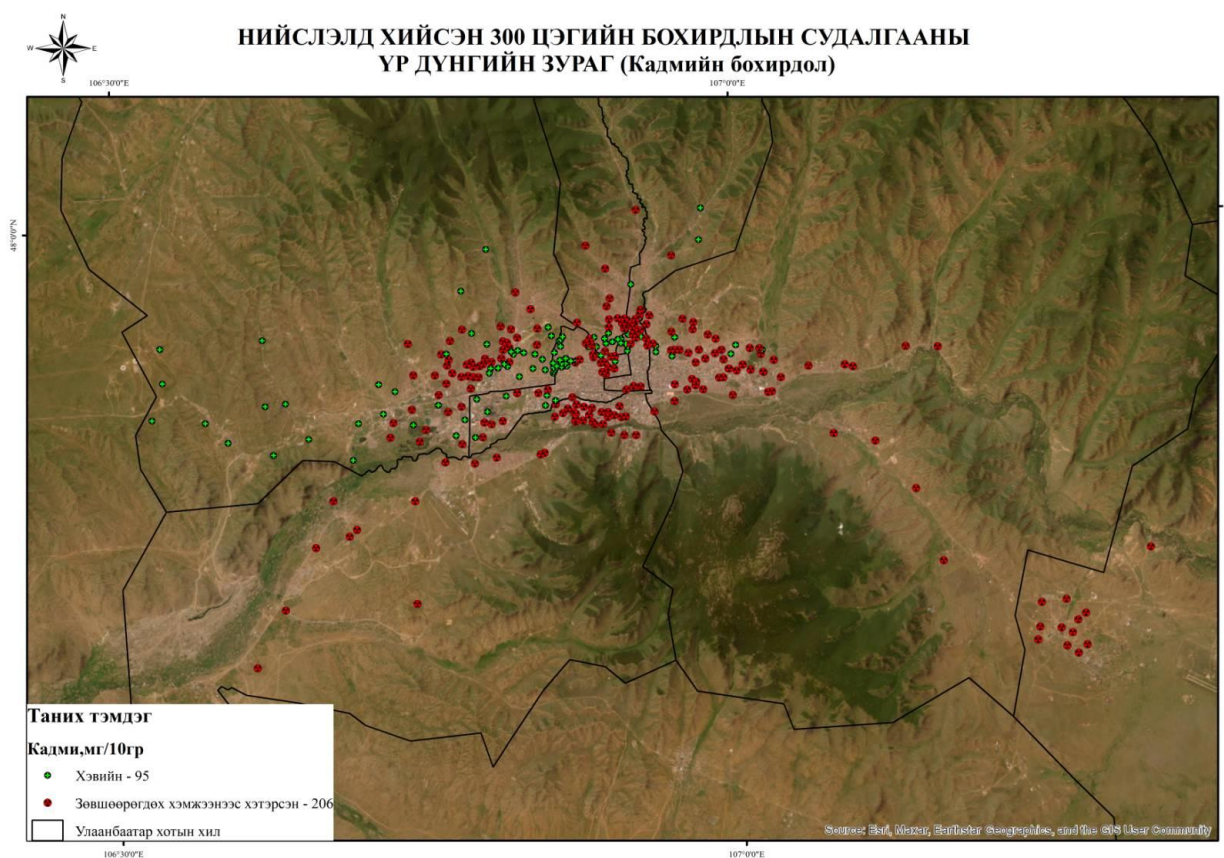 N
W E
S
НИЙСЛЭЛД ХИЙСЭН 300 ЦЭГИЙН БОХИРДЛЫН СУДАЛГААНЫ
ҮР ДҮНГИЙН ЗУРАГ (Кадмийн бохирдол)
106°30'0"E 107°0'0"E
48°0'0"N
Таних тэмдэг
Кадми,мг/10гр
Хэвийн - 95
Зөвшөөрөгдөх хэмжээнээс хэтэрсэн - 206
Улаанбаатар хотын хил
Source: Esri, Maxar, Earthstar Geographics, and the GIS User Community
106°30'0"E 107°0'0"E